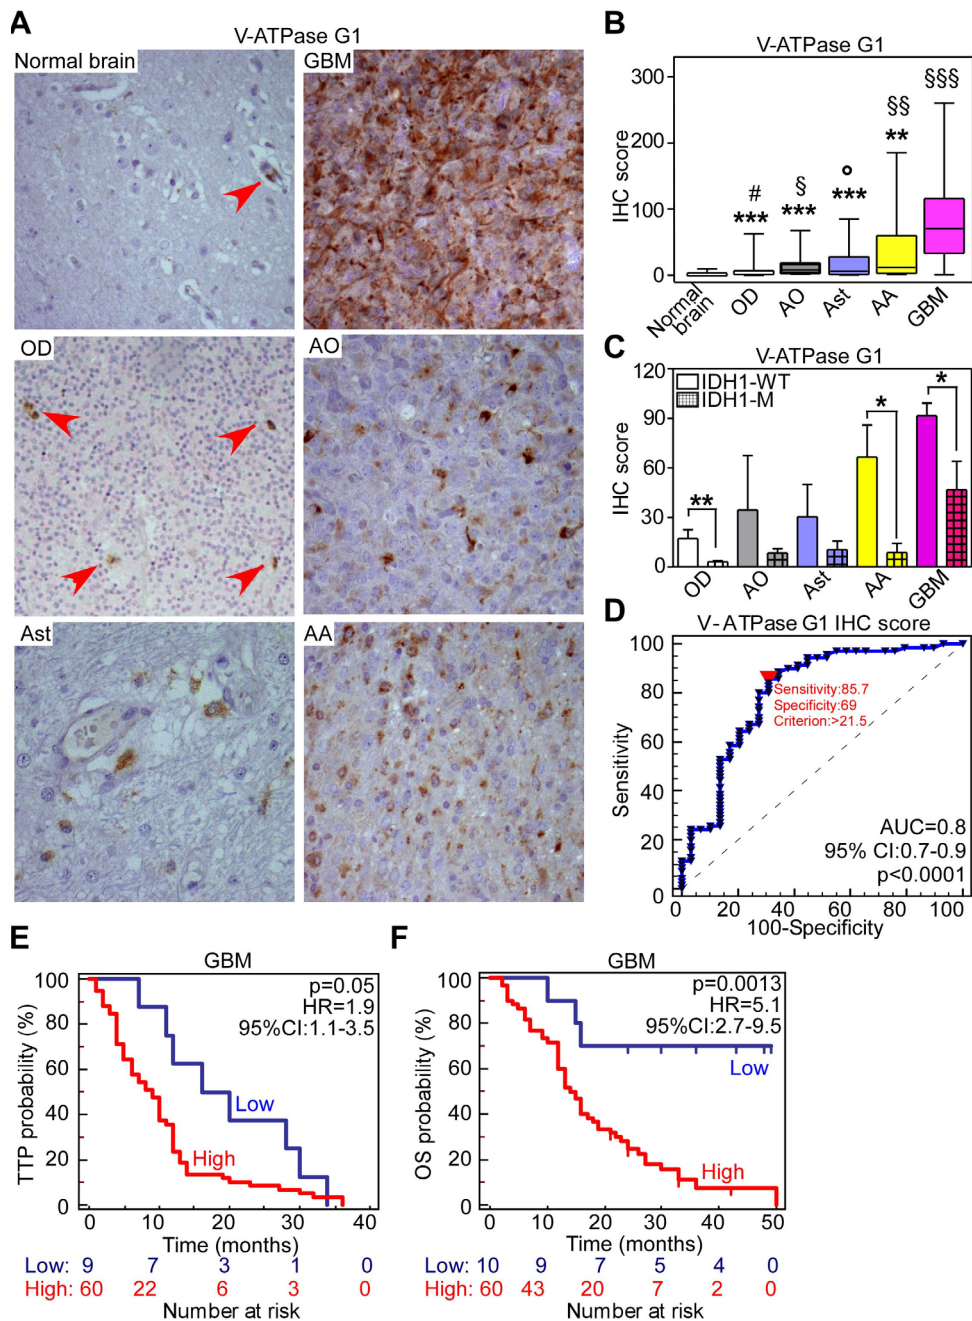 A
V-ATPase G1
Normal brain
GBM
OD
AO
Ast
AA
B
V-ATPase G1
IHC score
300
200
100
0
#
***
§
***
°
***
§§
**
§§§
Normal brain
OD
AO
Ast
AA
GBM
C
V-ATPase G1
IHC score
120
90
60
30
0
IDH1-WT
IDH1-M
**
*
*
OD
AO
Ast
AA
GBM
D
V-ATPase G1 IHC score
Sensitivity
100
80
60
40
20
0
Sensitivity:85.7
Specificity:69
Criterion:>21.5
AUC=0.8
95% CI:0.7-0.9
p<0.0001
0 20 40 60 80 100
100-Specificity
E
GBM
TTP probability (%)
100
80
60
40
20
0
p=0.05
HR=1.9
95%CI:1.1-3.5
Low
High
0 10 20 30 40
Time (months)
Low: 9 7 3 1 0
High: 60 22 6 3 0
Number at risk
F
GBM
OS probability (%)
100
80
60
40
20
0
p=0.0013
HR=5.1
95%CI:2.7-9.5
Low
High
0 10 20 30 40 50
Time (months)
Low: 10 9 7 5 4 0
High: 60 43 20 7 2 0
Number at risk